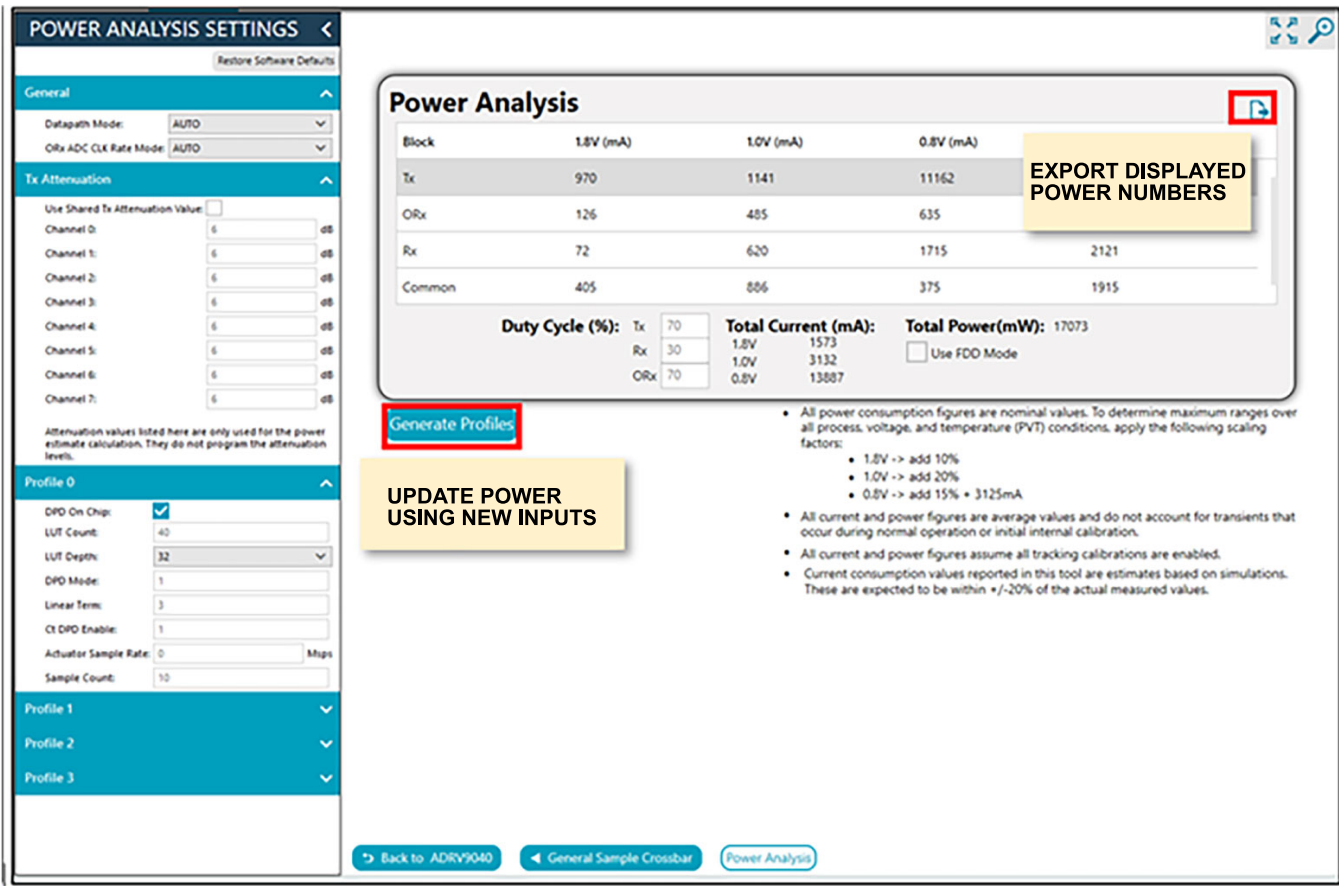 POWER ANALYSIS SETTINGS <
Restore Software Defaults
General
Datapath Mode: AUTO
ORx ADC CLK Rate Mode: AUTO
Tx Attenuation
Use Shared Tx Attenuation Value:
Channel 0: 6 dB
Channel 1: 6 dB
Channel 2: 6 dB
Channel 3: 6 dB
Channel 4: 6 dB
Channel 5: 6 dB
Channel 6: 6 dB
Channel 7: 6 dB
Attenuation values listed here are only used for the power
estimate calculation. They do not program the attenuation
levels.
Profile 0
DPD On Chip:
LUT Count: 40
LUT Depth: 32
DPD Mode: 1
Linear Term: 3
Ct DPD Enable: 1
Actuator Sample Rate: 0 Msps
Sample Count: 10
Profile 1
Profile 2
Profile 3
Power Analysis
Block 1.8V (mA) 1.0V (mA) 0.8V (mA)
Tx 970 1141 11162
ORx 126 485 635
Rx 72 620 1715 2121
Common 405 886 375 1915
EXPORT DISPLAYED
POWER NUMBERS
Duty Cycle (%): Tx 70
Rx 30
ORx 70
Total Current (mA):
1.8V 1573
1.0V 3132
0.8V 13887
Total Power(mW): 17073
Use FDD Mode
Generate Profiles
UPDATE POWER
USING NEW INPUTS
• All power consumption figures are nominal values. To determine maximum ranges over
all process, voltage, and temperature (PVT) conditions, apply the following scaling
factors:
• 1.8V -> add 10%
• 1.0V -> add 20%
• 0.8V -> add 15% + 3125mA
• All current and power figures are average values and do not account for transients that
occur during normal operation or initial internal calibration.
• All current and power figures assume all tracking calibrations are enabled.
• Current consumption values reported in this tool are estimates based on simulations.
These are expected to be within +/-20% of the actual measured values.
Back to ADRV9040
General Sample Crossbar
Power Analysis